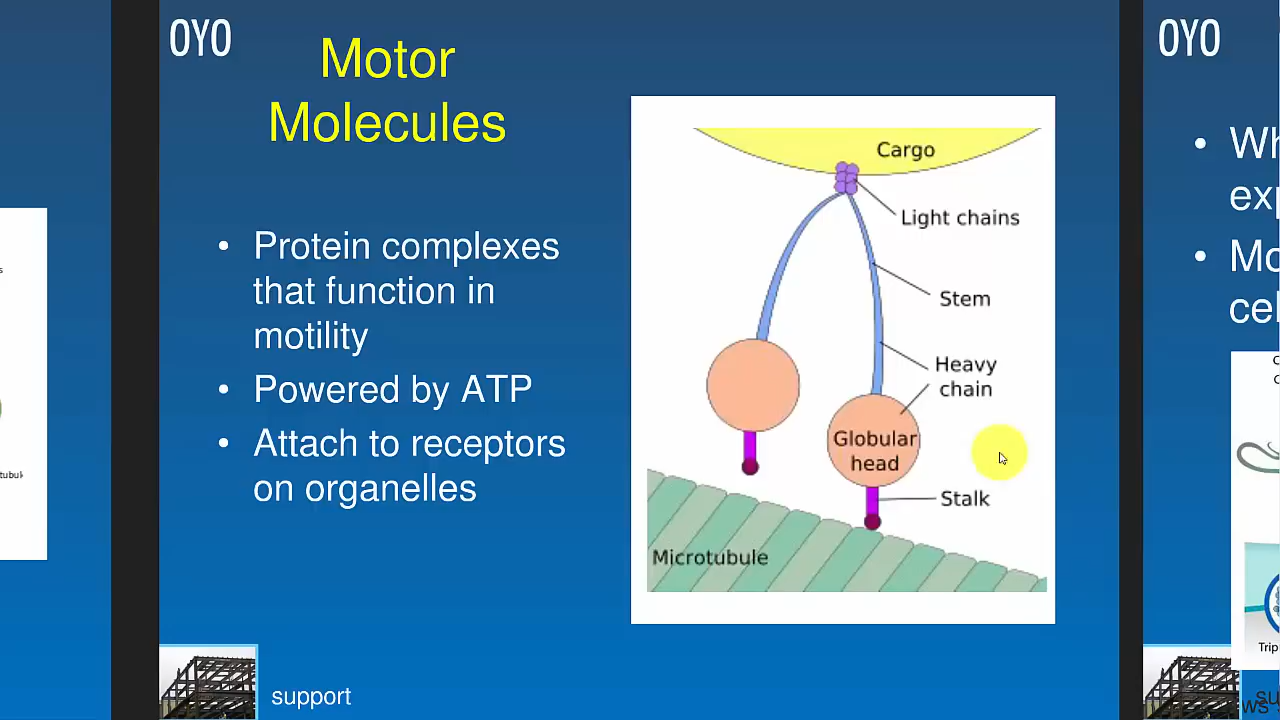 OYO
Motor
Molecules
• Protein complexes
that function in
motility
• Powered by ATP
• Attach to receptors
on organelles
Cargo
Light chains
Stem
Heavy
chain
Globular
head
Stalk
Microtubule
support
OYO